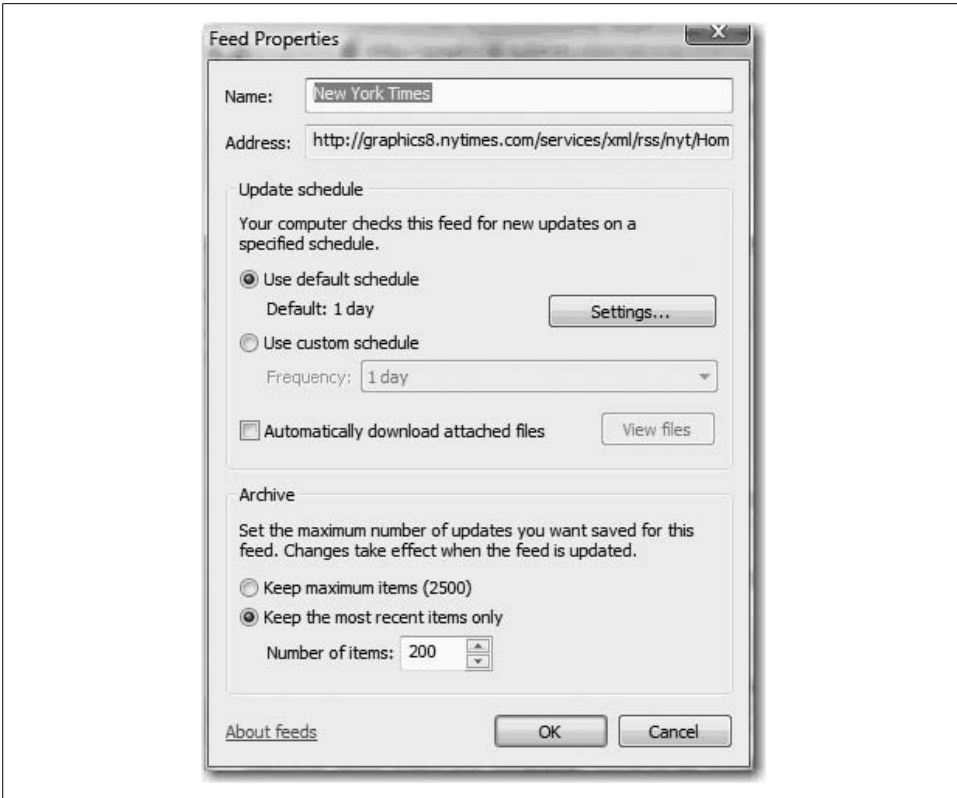 Feed Properties
Name: New York Times
Address: http://graphics8.nytimes.com/services/xml/rss/nyt/Hom
Update schedule
Your computer checks this feed for new updates on a
specified schedule.
Use default schedule
Default: 1 day
Settings...
Use custom schedule
Frequency: 1 day
Automatically download attached files
View files
Archive
Set the maximum number of updates you want saved for this
feed. Changes take effect when the feed is updated.
Keep maximum items (2500)
Keep the most recent items only
Number of items: 200
About feeds
OK
Cancel